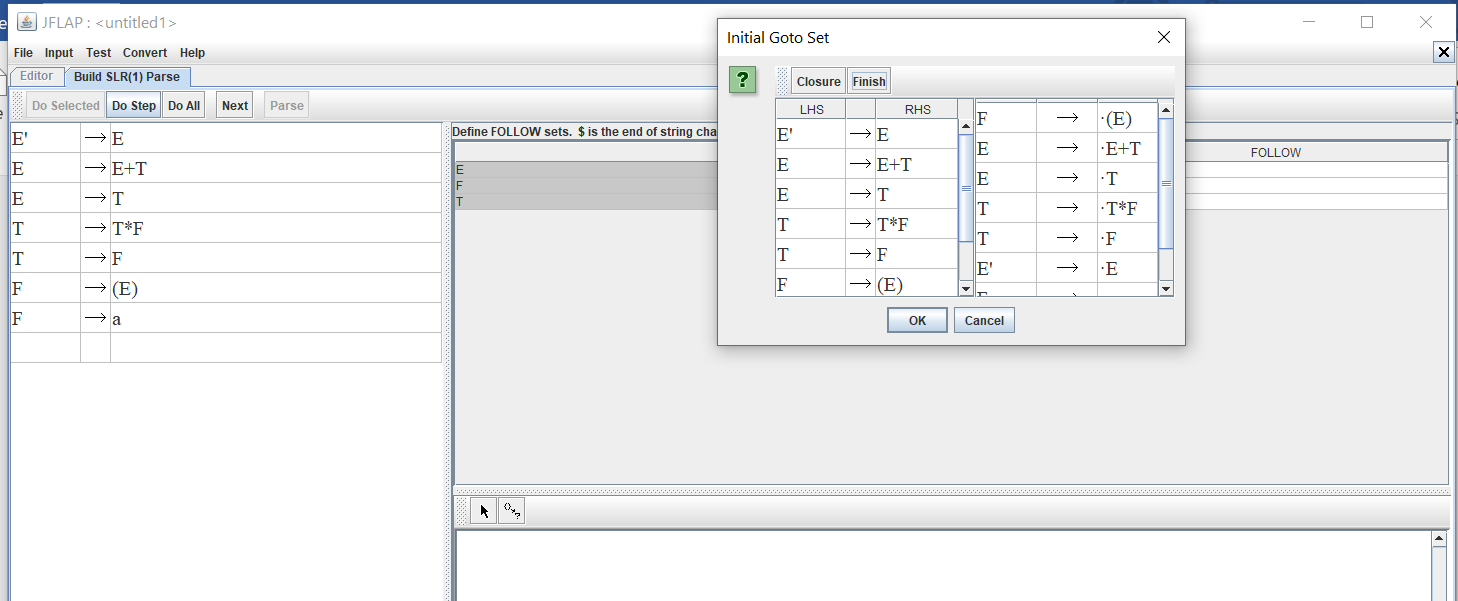 JFLAP : <untitled1>
File Input Test Convert Help
Editor Build SLR(1) Parse
Do Selected Do Step Do All Next Parse
E' → E
E → E+T
E → T
T → T*F
T → F
F → (E)
F → a
Define FOLLOW sets. $ is the end of string cha
FOLLOW
E
F
T
Initial Goto Set
?
Closure Finish
LHS RHS
E' → E
E → E+T
E → T
T → T*F
T → F
F → (E)
F → ·(E)
E → ·E+T
E → ·T
T → ·T*F
T → ·F
E' → ·E
OK Cancel